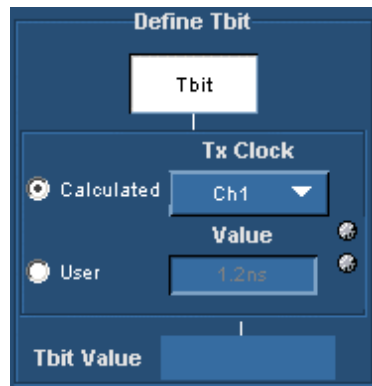 Define Tbit
Tbit
Tx Clock
Calculated
Ch1
Value
User
1.2ns
Tbit Value